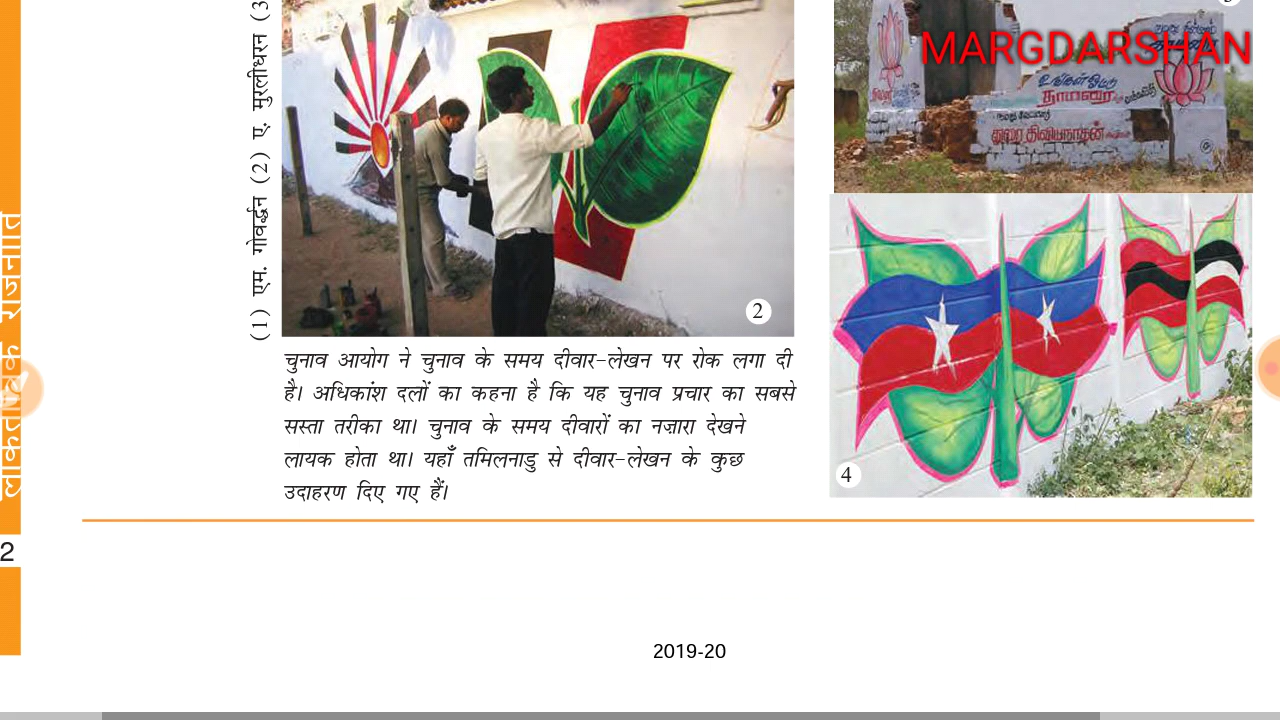 (1) एम. गोवर्द्धन (2) ए. मुरलीधरन (3
MARGDARSHAN
2
चुनाव आयोग ने चुनाव के समय दीवार-लेखन पर रोक लगा दी
है। अधिकांश दलों का कहना है कि यह चुनाव प्रचार का सबसे
सस्ता तरीका था। चुनाव के समय दीवारों का नज़ारा देखने
लायक होता था। यहाँ तमिलनाडु से दीवार-लेखन के कुछ
उदाहरण दिए गए हैं।
4
2
2019-20